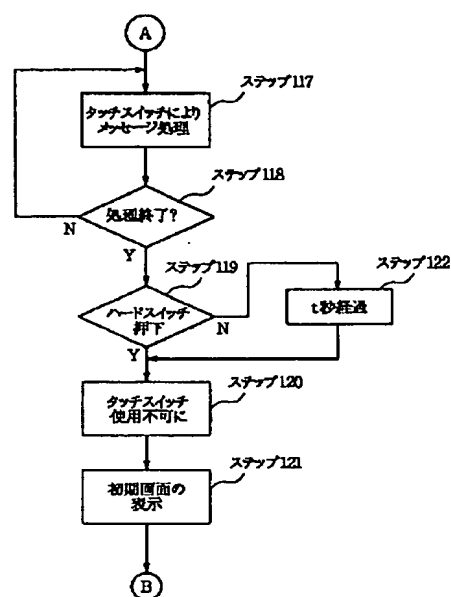 A
ステップ117
タッチスイッチにより
メッセージ処理
ステップ118
処理終了?
N
Y
ステップ119
ステップ122
ハードスイッチ
押下
N
t秒経過
Y
ステップ120
タッチスイッチ
使用不可に
ステップ121
初期画面の
表示
B